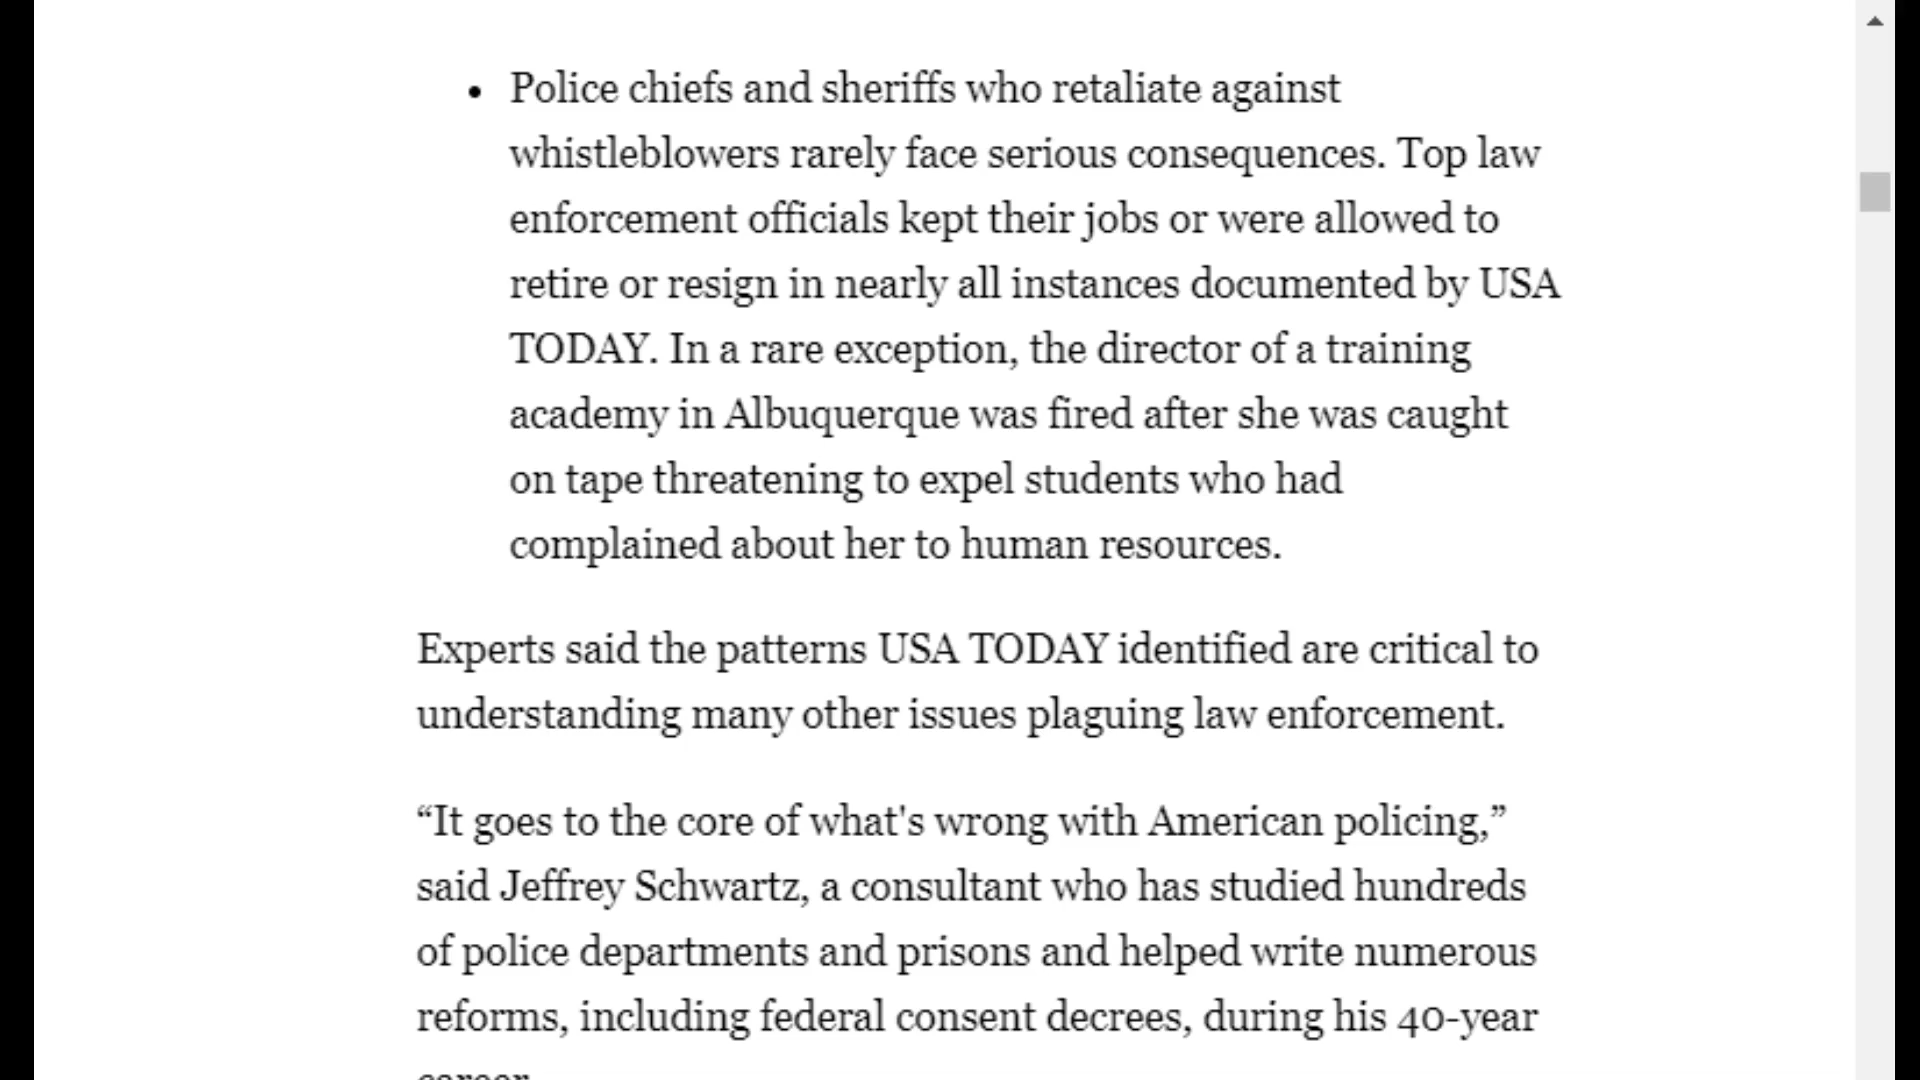 • Police chiefs and sheriffs who retaliate against
whistleblowers rarely face serious consequences. Top law
enforcement officials kept their jobs or were allowed to
retire or resign in nearly all instances documented by USA
TODAY. In a rare exception, the director of a training
academy in Albuquerque was fired after she was caught
on tape threatening to expel students who had
complained about her to human resources.
Experts said the patterns USA TODAY identified are critical to
understanding many other issues plaguing law enforcement.
“It goes to the core of what's wrong with American policing,”
said Jeffrey Schwartz, a consultant who has studied hundreds
of police departments and prisons and helped write numerous
reforms, including federal consent decrees, during his 40-year
career.